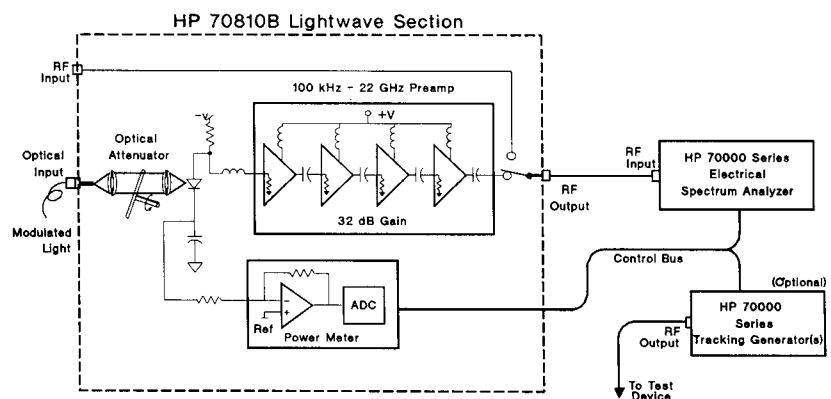 HP 70810B Lightwave Section
RF
Input
100 kHz - 22 GHz Preamp
-V
+V
Optical
Attenuator
Optical
Input
Modulated
Light
32 dB Gain
RF
Output
RF
Input
HP 70000 Series
Electrical
Spectrum Analyzer
Control Bus
(Optional)
HP 70000
Series
Tracking Generator(s)
RF
Output
-
+
Ref
ADC
Power Meter
To Test
Device